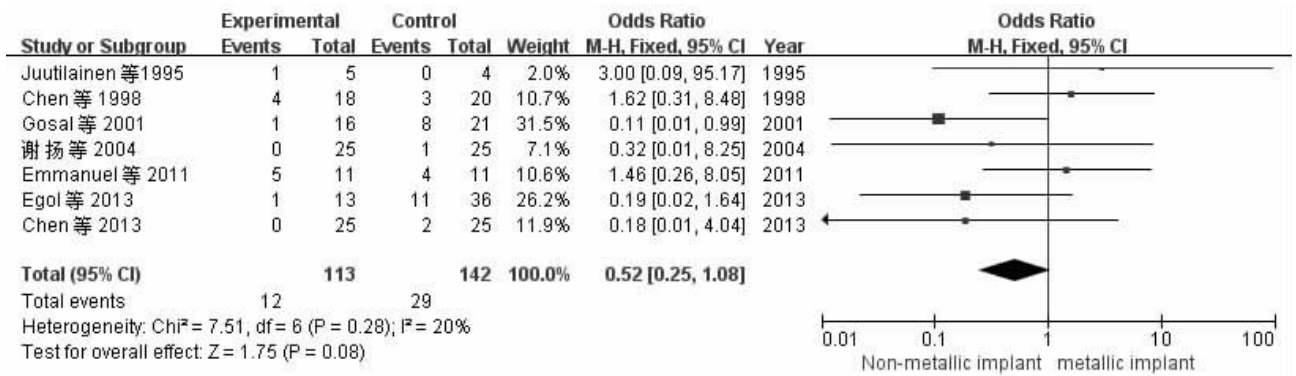 Experimental Control Odds Ratio Odds Ratio
Study or Subgroup Events Total Events Total Weight M-H, Fixed, 95% CI Year M-H, Fixed, 95% CI
Juutilainen 等1995 1 5 0 4 2.0% 3.00 [0.09, 95.17] 1995
Chen 等 1998 4 18 3 20 10.7% 1.62 [0.31, 8.48] 1998
Gosal 等 2001 1 16 8 21 31.5% 0.11 [0.01, 0.99] 2001
谢 扬等 2004 0 25 1 25 7.1% 0.32 [0.01, 8.25] 2004
Emmanuel 等 2011 5 11 4 11 10.6% 1.46 [0.26, 8.05] 2011
Egol 等 2013 1 13 11 36 26.2% 0.19 [0.02, 1.64] 2013
Chen 等 2013 0 25 2 25 11.9% 0.18 [0.01, 4.04] 2013
Total (95% CI) 113 142 100.0% 0.52 [0.25, 1.08]
Total events 12 29
Heterogeneity: Chi² = 7.51, df = 6 (P = 0.28); I² = 20%
Test for overall effect: Z = 1.75 (P = 0.08)
0.01 0.1 1 10 100
Non-metallic implant metallic implant